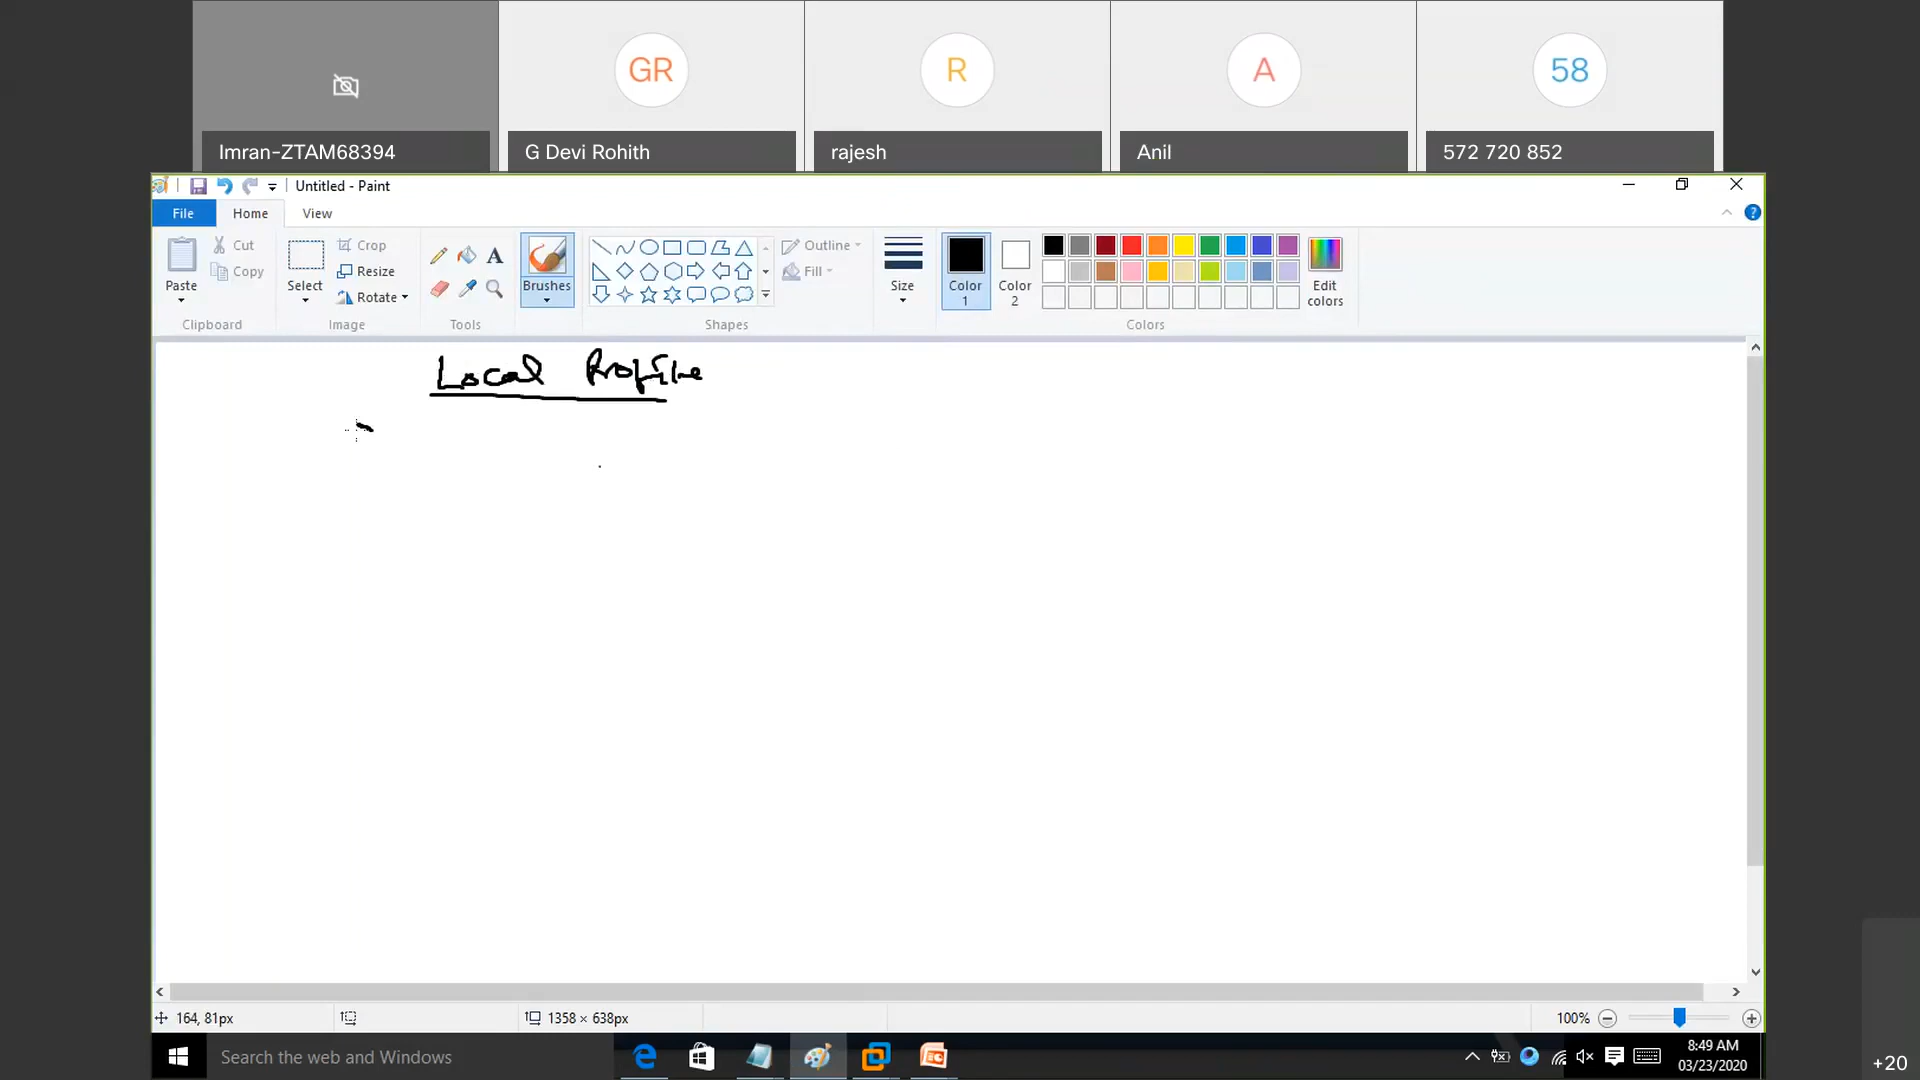 GR
R
A
58
Imran-ZTAM68394
G Devi Rohith
rajesh
Anil
572 720 852
Untitled - Paint
File
Home
View
Paste
Cut
Copy
Clipboard
Select
Crop
Resize
Rotate
Image
A
Tools
Brushes
Outline
Fill
Shapes
Size
Color 1
Color 2
Edit colors
Colors
Local Profile
164, 81px
1358 × 638px
100%
Search the web and Windows
8:49 AM
03/23/2020
+20